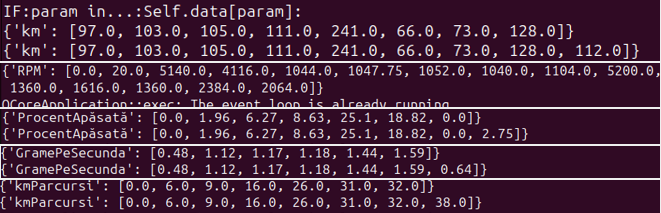 IF:param in...:Self.data[param]:
{'km': [97.0, 103.0, 105.0, 111.0, 241.0, 66.0, 73.0, 128.0]}
{'km': [97.0, 103.0, 105.0, 111.0, 241.0, 66.0, 73.0, 128.0, 112.0]}
{'RPM': [0.0, 20.0, 5140.0, 4116.0, 1044.0, 1047.75, 1052.0, 1040.0, 1104.0, 5200.0,
1360.0, 1616.0, 1360.0, 2384.0, 2064.0]}
QCoreApplication::exec: The event loop is already running
{'ProcentApăsată': [0.0, 1.96, 6.27, 8.63, 25.1, 18.82, 0.0]}
{'ProcentApăsată': [0.0, 1.96, 6.27, 8.63, 25.1, 18.82, 0.0, 2.75]}
{'GramePeSecunda': [0.48, 1.12, 1.17, 1.18, 1.44, 1.59]}
{'GramePeSecunda': [0.48, 1.12, 1.17, 1.18, 1.44, 1.59, 0.64]}
{'kmParcursi': [0.0, 6.0, 9.0, 16.0, 26.0, 31.0, 32.0]}
{'kmParcursi': [0.0, 6.0, 9.0, 16.0, 26.0, 31.0, 32.0, 38.0]}